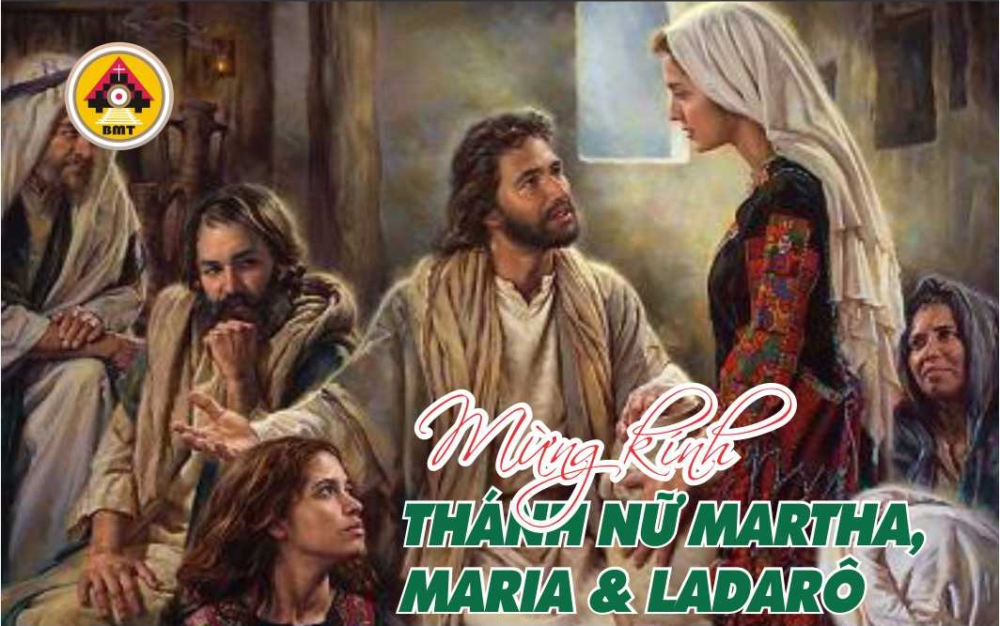 BMT
Mừng kính
THÁNH NỮ MARTHA,
MARIA & LADARÔ